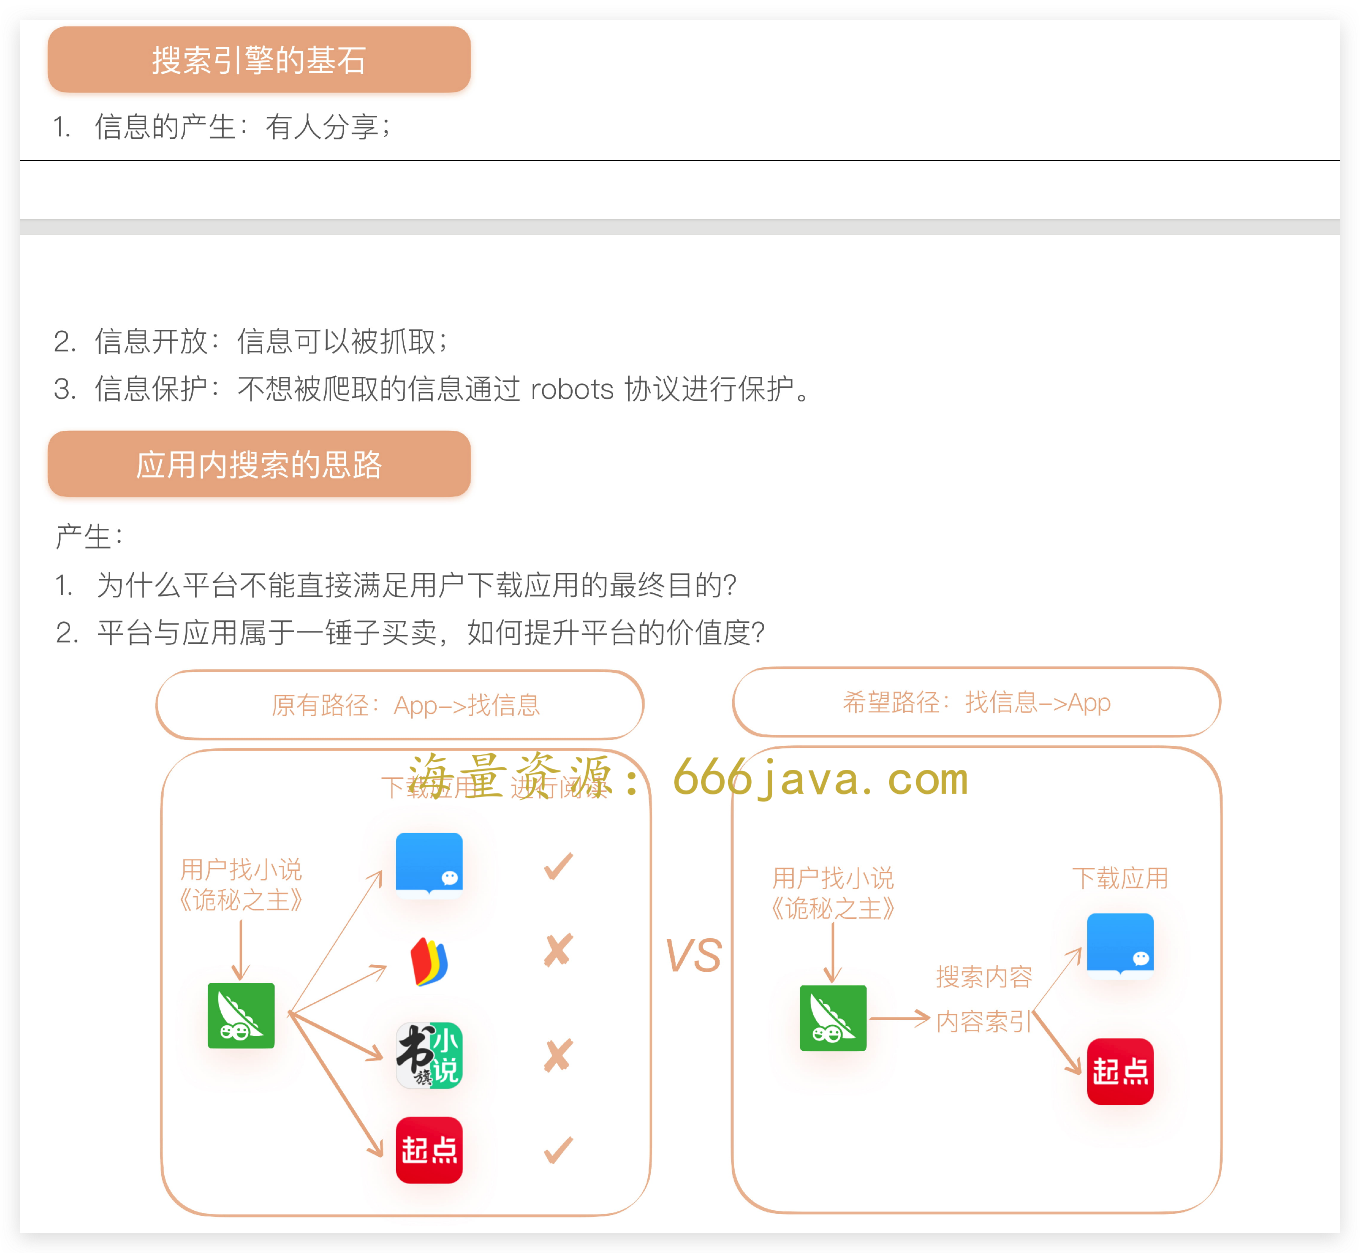 搜索引擎的基石
1. 信息的产生：有人分享；
2. 信息开放：信息可以被抓取；
3. 信息保护：不想被爬取的信息通过 robots 协议进行保护。
应用内搜索的思路
产生：
1. 为什么平台不能直接满足用户下载应用的最终目的？
2. 平台与应用属于一锤子买卖，如何提升平台的价值度？
原有路径：App->找信息
希望路径：找信息->App
海量资源：666java.com
下载应用 进行阅读
用户找小说
《诡秘之主》
书旗小说
起点
VS
用户找小说
《诡秘之主》
搜索内容
内容索引
下载应用
起点